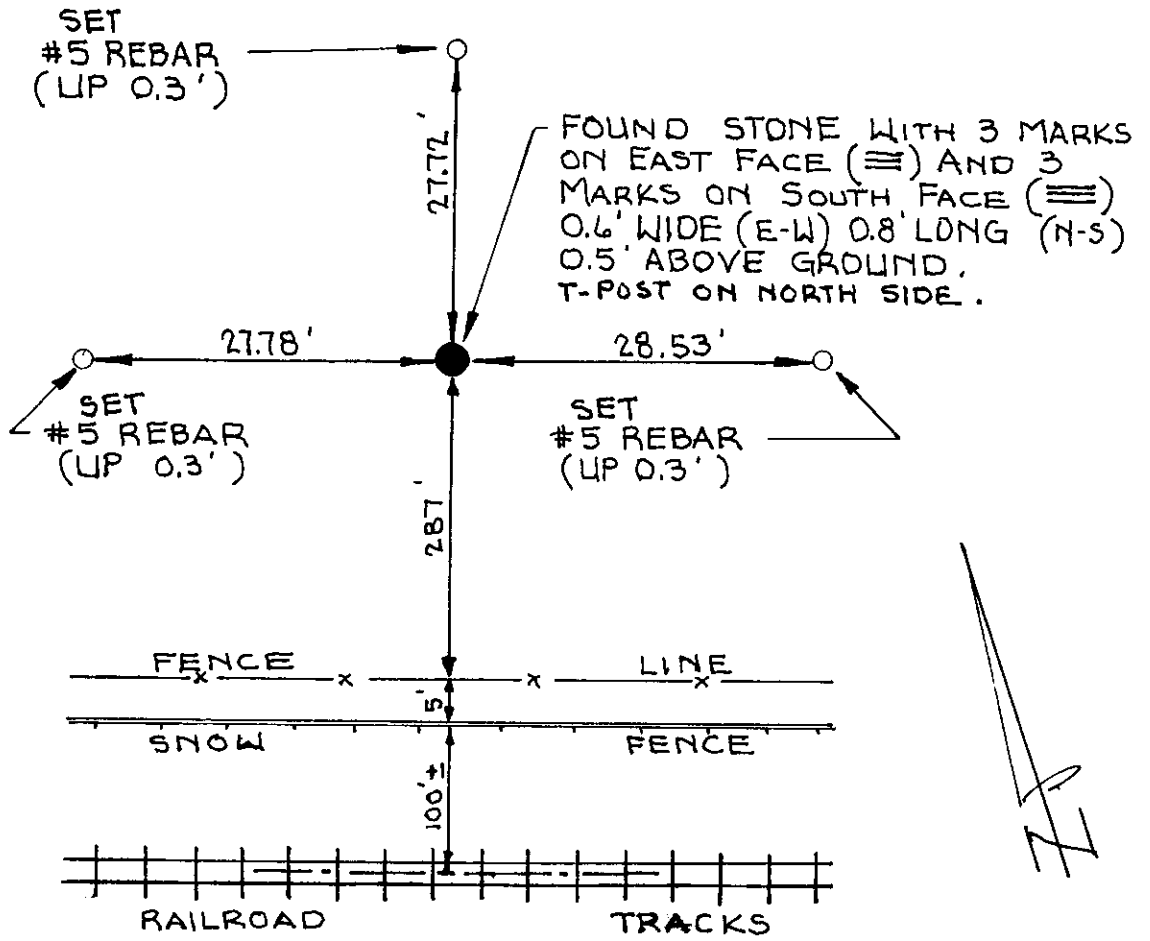 SET
#5 REBAR
(UP 0.3')
27.72'
FOUND STONE WITH 3 MARKS
ON EAST FACE (☰) AND 3
MARKS ON SOUTH FACE (☰)
0.6' WIDE (E-W) 0.8' LONG (N-S)
0.5' ABOVE GROUND.
T-POST ON NORTH SIDE.
27.78'
28.53'
SET
#5 REBAR
(UP 0.3')
SET
#5 REBAR
(UP 0.3')
287'
FENCE LINE
5'
SNOW FENCE
100'±
RAILROAD TRACKS
N